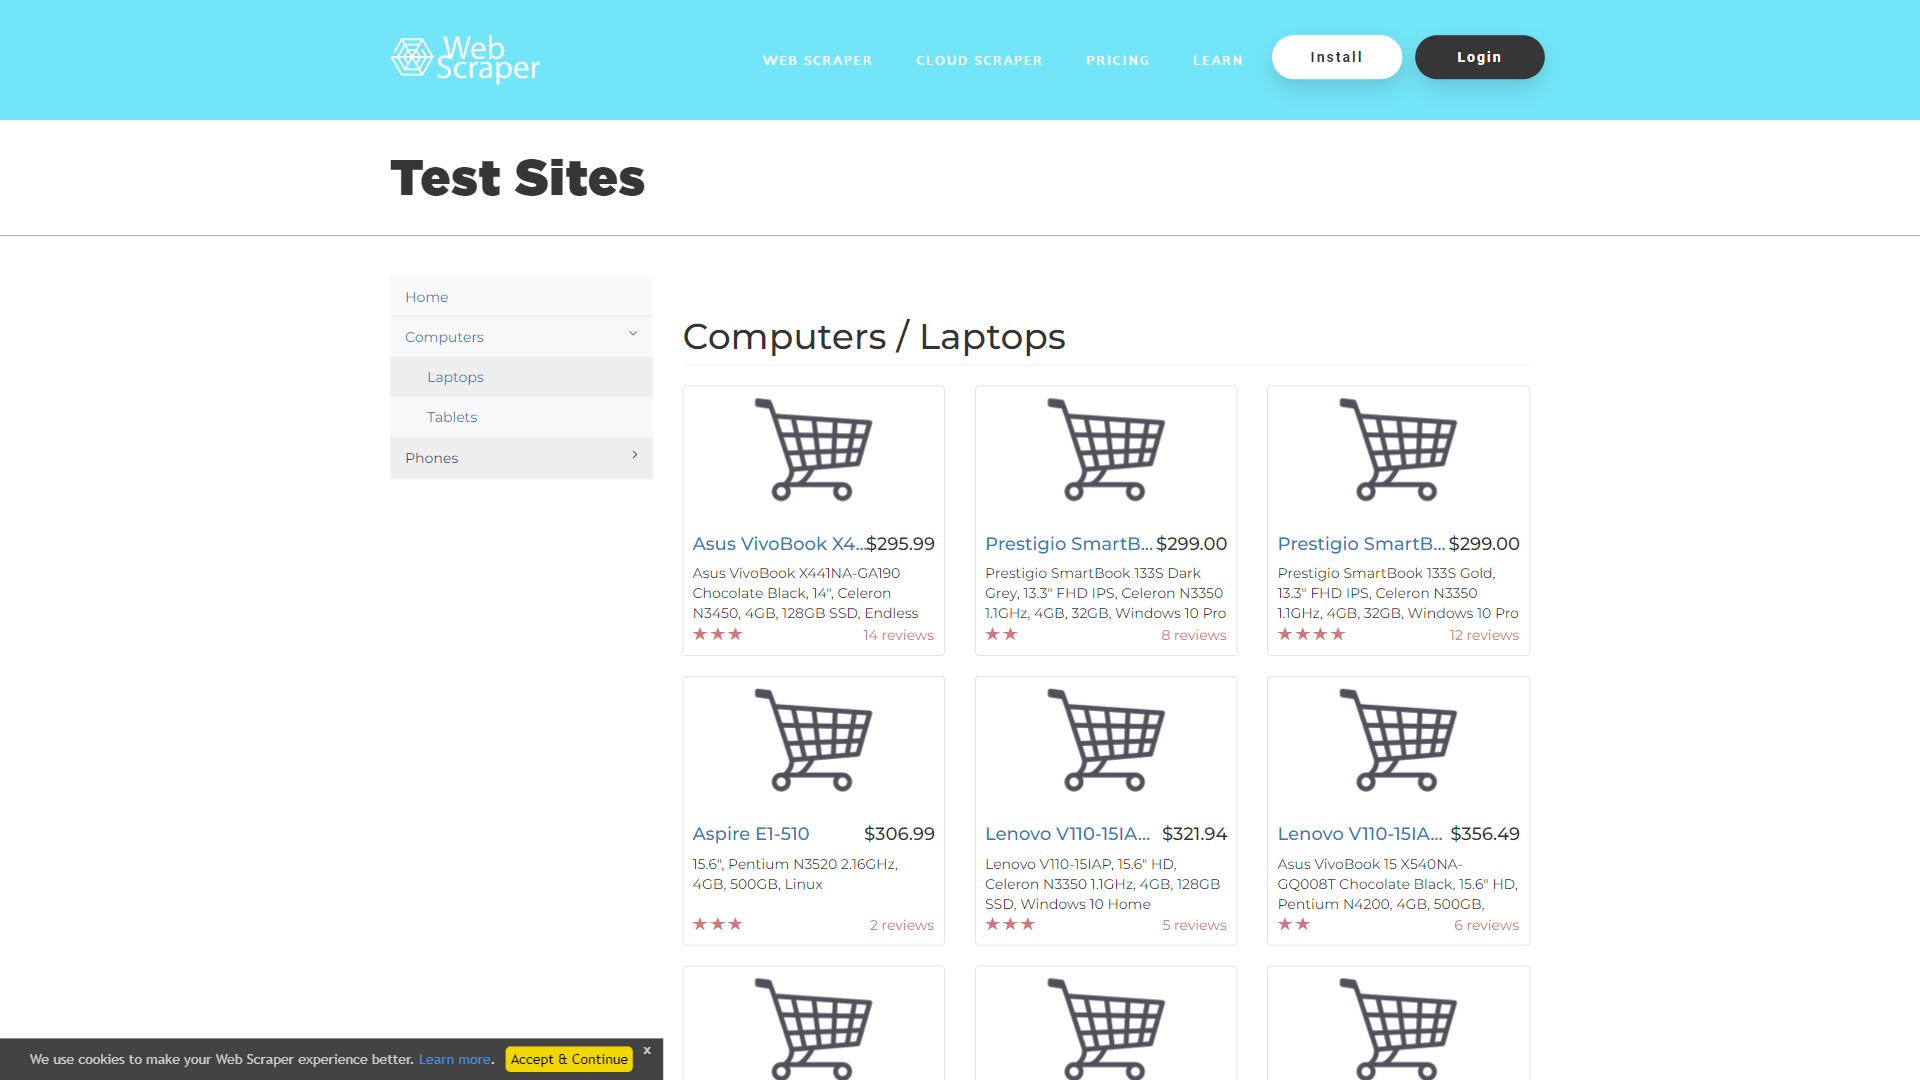 Web Scraper
WEB SCRAPER
CLOUD SCRAPER
PRICING
LEARN
Install
Login
Test Sites
Home
Computers
Laptops
Tablets
Phones
Computers / Laptops
Asus VivoBook X4... $295.99
Asus VivoBook X441NA-GA190
Chocolate Black, 14", Celeron
N3450, 4GB, 128GB SSD, Endless
14 reviews
Prestigio SmartB... $299.00
Prestigio SmartBook 133S Dark
Grey, 13.3" FHD IPS, Celeron N3350
1.1GHz, 4GB, 32GB, Windows 10 Pro
8 reviews
Prestigio SmartB... $299.00
Prestigio SmartBook 133S Gold,
13.3" FHD IPS, Celeron N3350
1.1GHz, 4GB, 32GB, Windows 10 Pro
12 reviews
Aspire E1-510 $306.99
15.6", Pentium N3520 2.16GHz,
4GB, 500GB, Linux
2 reviews
Lenovo V110-15IA... $321.94
Lenovo V110-15IAP, 15.6" HD,
Celeron N3350 1.1GHz, 4GB, 128GB
SSD, Windows 10 Home
5 reviews
Lenovo V110-15IA... $356.49
Asus VivoBook 15 X540NA-
GQ008T Chocolate Black, 15.6" HD,
Pentium N4200, 4GB, 500GB,
6 reviews
We use cookies to make your Web Scraper experience better. Learn more. Accept & Continue x